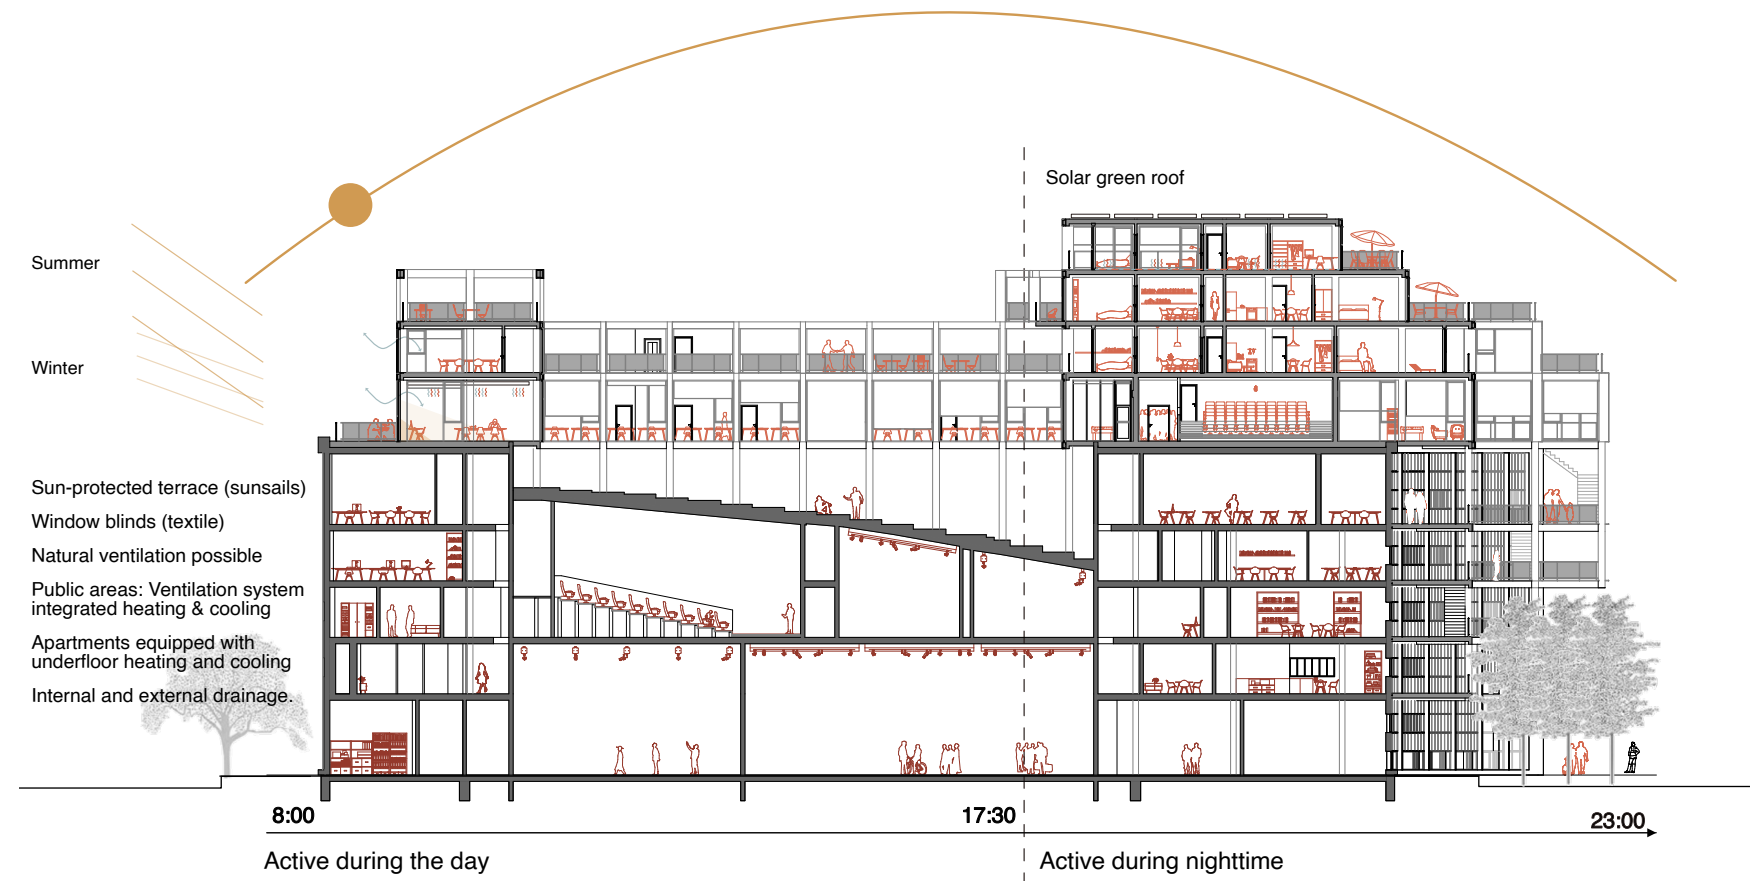 Solar green roof
Summer
Winter
Sun-protected terrace (sunsails)
Window blinds (textile)
Natural ventilation possible
Public areas: Ventilation system
integrated heating & cooling
Apartments equipped with
underfloor heating and cooling
Internal and external drainage.
8:00
17:30
23:00
Active during the day
Active during nighttime